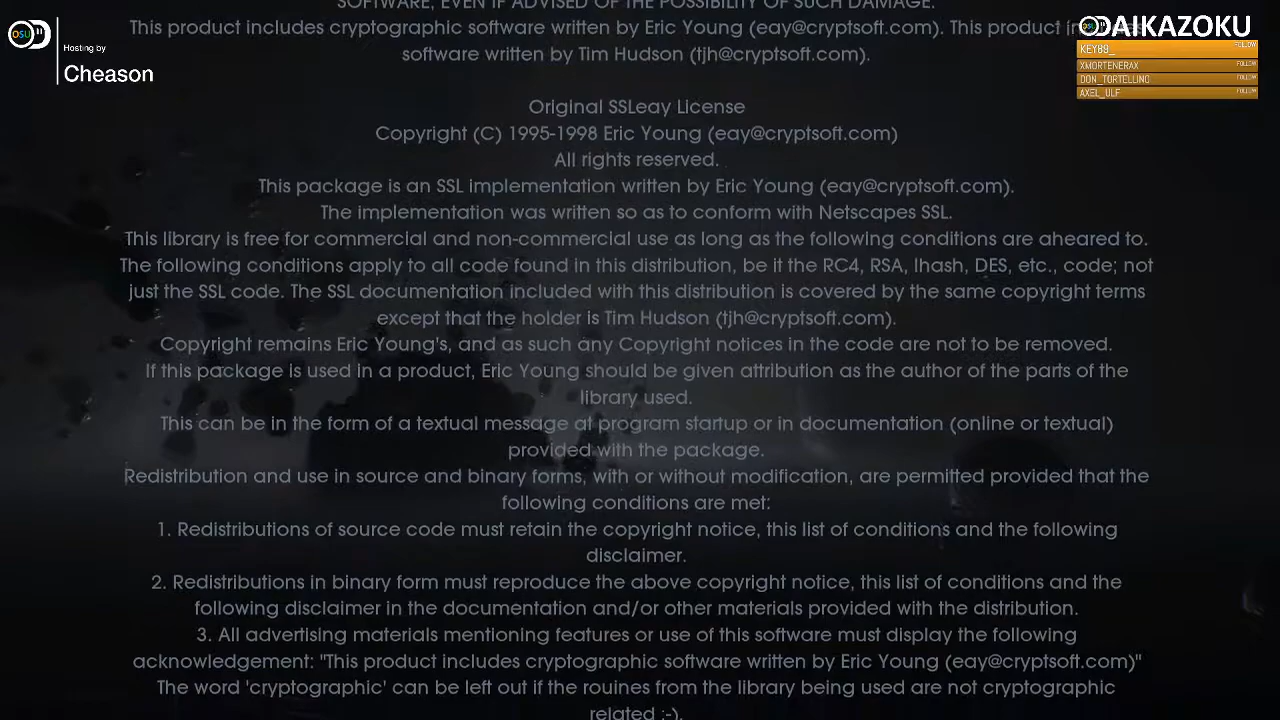 SOFTWARE, EVEN IF ADVISED OF THE POSSIBILITY OF SUCH DAMAGE.
This product includes cryptographic software written by Eric Young (eay@cryptsoft.com). This product
software written by Tim Hudson (tjh@cryptsoft.com).
OSU
Hosting by
Cheason
DAIKAZOKU
KEY89_ FOLLOW
XMORTENERAX FOLLOW
DON_TORTELLINO FOLLOW
AXEL_ULF FOLLOW
Original SSLeay License
Copyright (C) 1995-1998 Eric Young (eay@cryptsoft.com)
All rights reserved.
This package is an SSL implementation written by Eric Young (eay@cryptsoft.com).
The implementation was written so as to conform with Netscapes SSL.
This library is free for commercial and non-commercial use as long as the following conditions are aheared to.
The following conditions apply to all code found in this distribution, be it the RC4, RSA, lhash, DES, etc., code; not
just the SSL code. The SSL documentation included with this distribution is covered by the same copyright terms
except that the holder is Tim Hudson (tjh@cryptsoft.com).
Copyright remains Eric Young's, and as such any Copyright notices in the code are not to be removed.
If this package is used in a product, Eric Young should be given attribution as the author of the parts of the
library used.
This can be in the form of a textual message at program startup or in documentation (online or textual)
provided with the package.
Redistribution and use in source and binary forms, with or without modification, are permitted provided that the
following conditions are met:
1. Redistributions of source code must retain the copyright notice, this list of conditions and the following
disclaimer.
2. Redistributions in binary form must reproduce the above copyright notice, this list of conditions and the
following disclaimer in the documentation and/or other materials provided with the distribution.
3. All advertising materials mentioning features or use of this software must display the following
acknowledgement: "This product includes cryptographic software written by Eric Young (eay@cryptsoft.com)"
The word 'cryptographic' can be left out if the rouines from the library being used are not cryptographic
related :-).